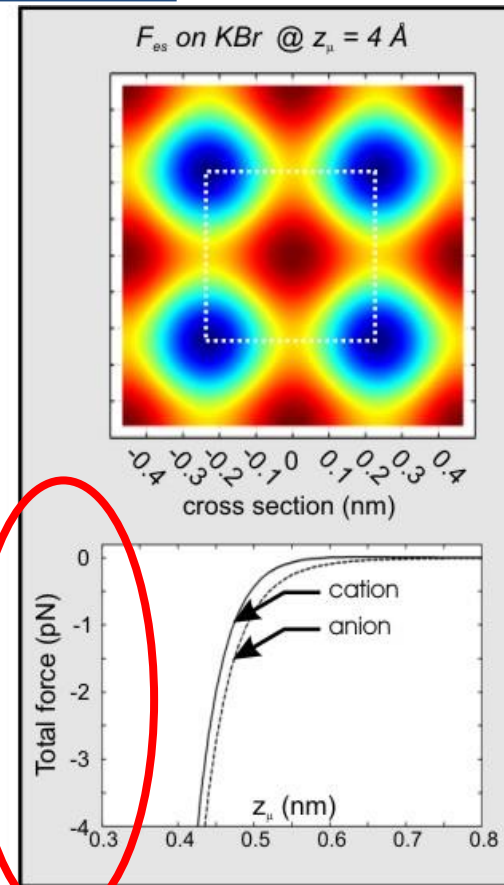 F_es on KBr @ z_μ = 4 Å
-0.4 -0.3 -0.2 -0.1 0 0.1 0.2 0.3 0.4
cross section (nm)
0
-1
-2
-3
-4
Total force (pN)
cation
anion
z_μ (nm)
0.3 0.4 0.5 0.6 0.7 0.8